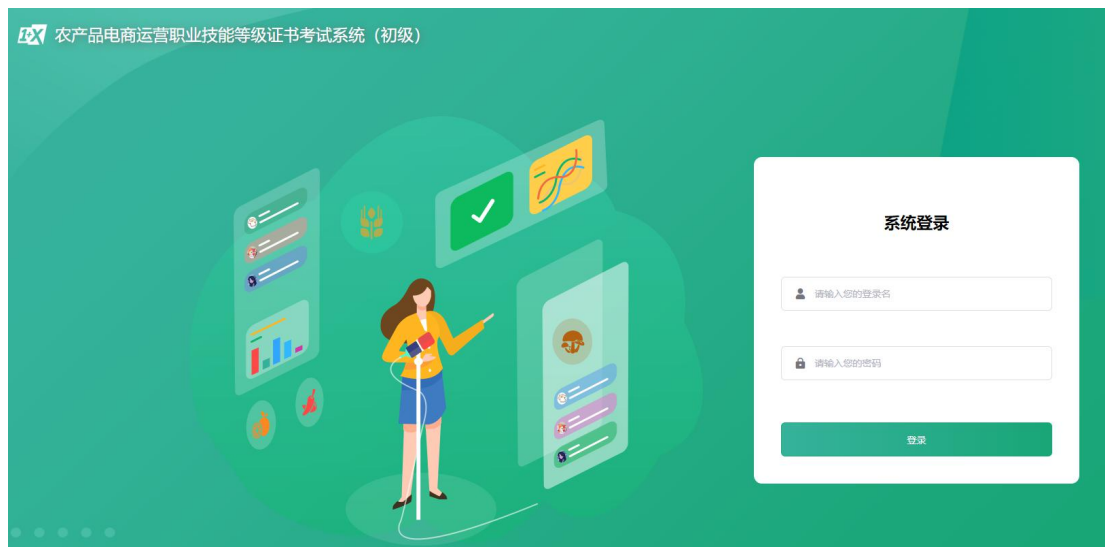 1+X 农产品电商运营职业技能等级证书考试系统（初级）
系统登录
请输入您的登录名
请输入您的密码
登录